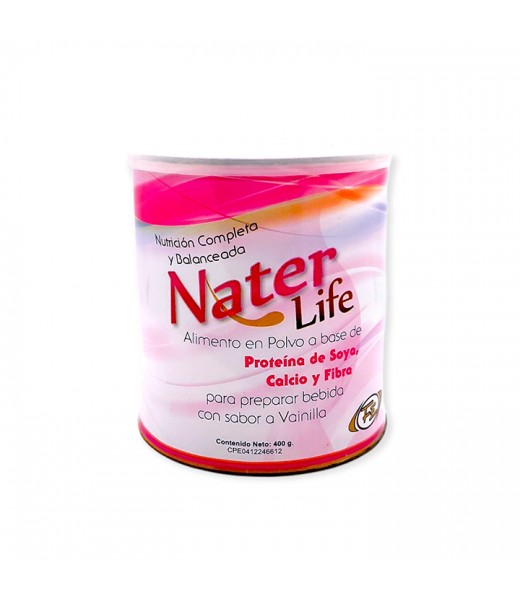 Nutrición Completa
y Balanceada
Nater
Life
Alimento en Polvo a base de
Proteína de Soya,
Calcio y Fibra
para preparar bebida
con sabor a Vainilla
Contenido Neto: 400 g.
CPE0412246612